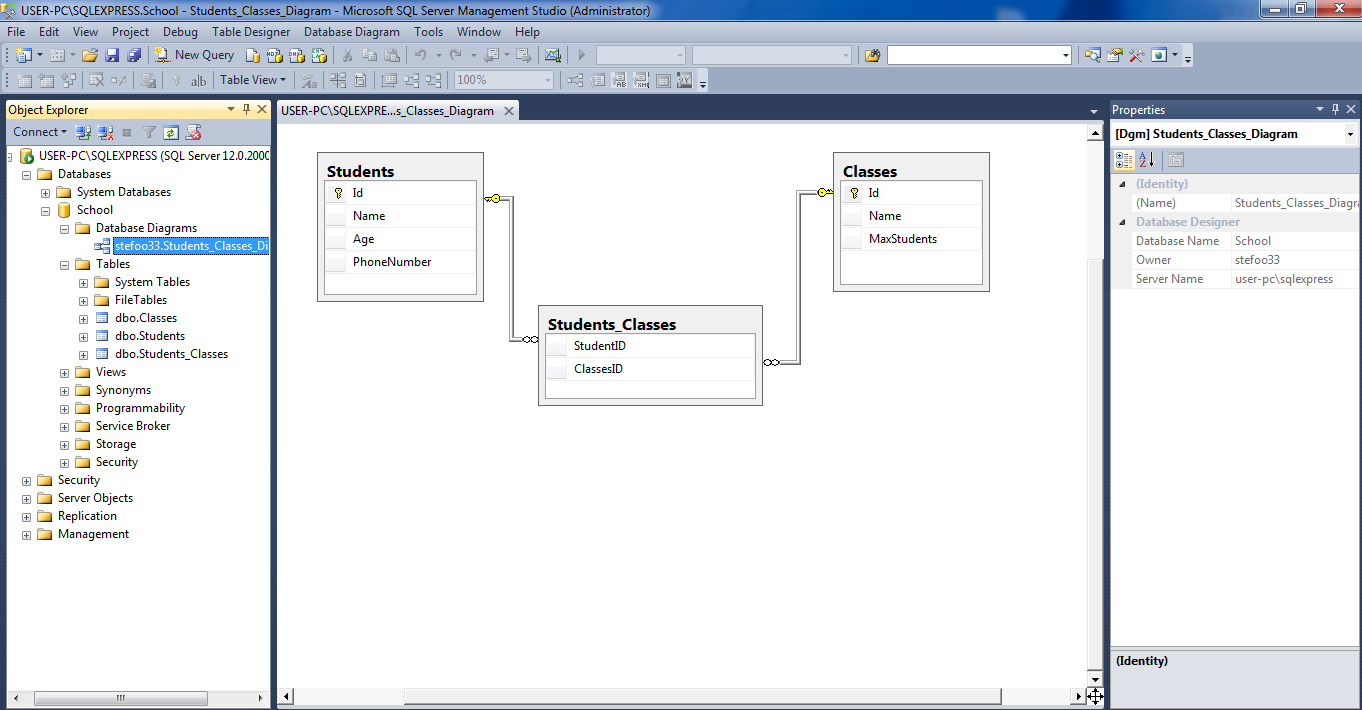 USER-PC\SQLEXPRESS.School - Students_Classes_Diagram - Microsoft SQL Server Management Studio (Administrator)
File Edit View Project Debug Table Designer Database Diagram Tools Window Help
New Query
Table View 100%
Object Explorer
Connect
USER-PC\SQLEXPRESS (SQL Server 12.0.2000
Databases
System Databases
School
Database Diagrams
stefoo33.Students_Classes_Di
Tables
System Tables
FileTables
dbo.Classes
dbo.Students
dbo.Students_Classes
Views
Synonyms
Programmability
Service Broker
Storage
Security
Security
Server Objects
Replication
Management
USER-PC\SQLEXPRE...s_Classes_Diagram
Students
Id
Name
Age
PhoneNumber
Classes
Id
Name
MaxStudents
Students_Classes
StudentID
ClassesID
Properties
[Dgm] Students_Classes_Diagram
(Identity)
(Name) Students_Classes_Diagra
Database Designer
Database Name School
Owner stefoo33
Server Name user-pc\sqlexpress
(Identity)